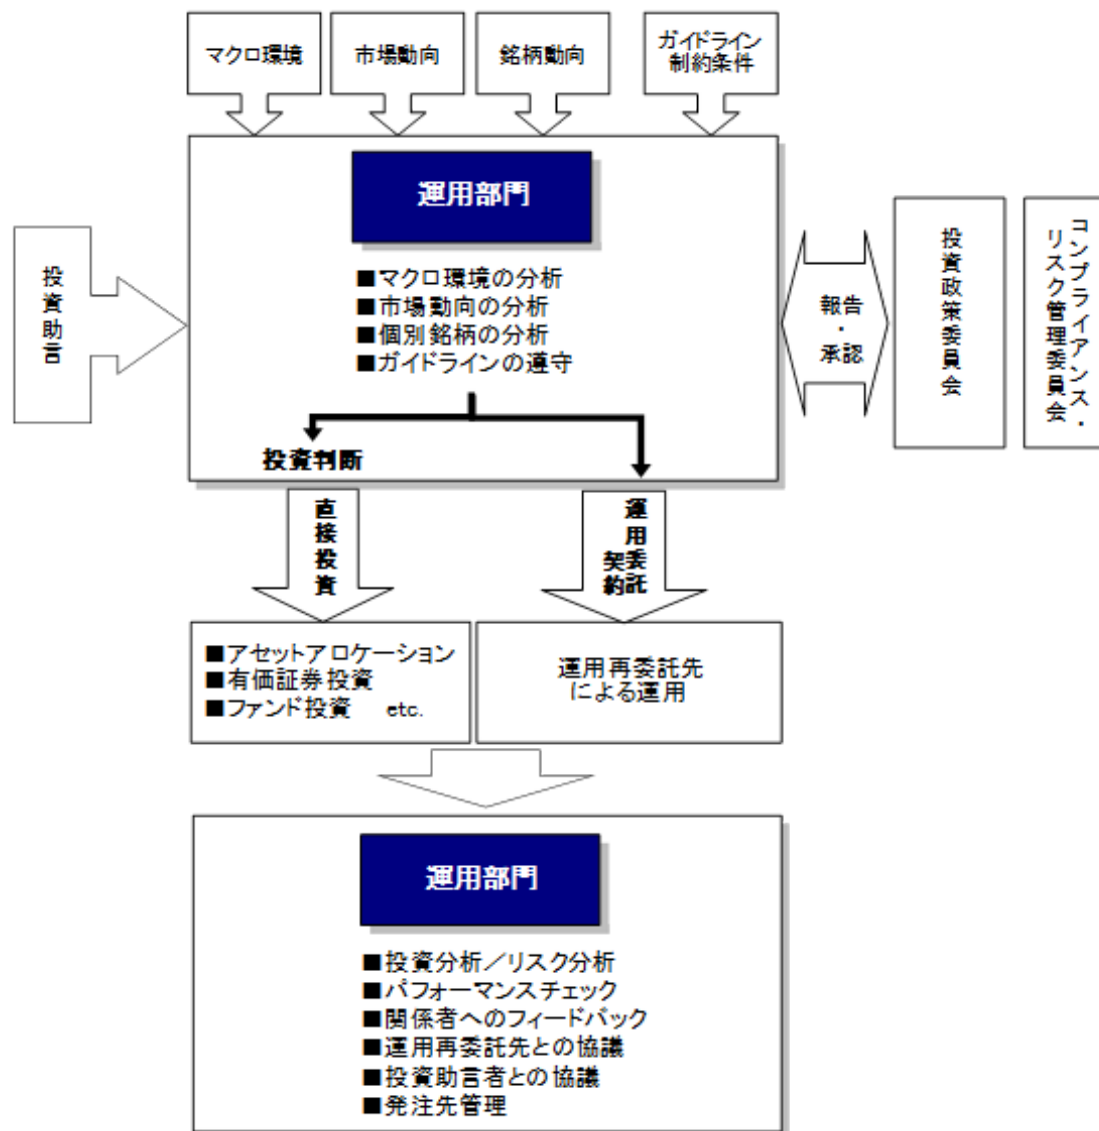 マクロ環境
市場動向
銘柄動向
ガイドライン
制約条件
運用部門
■マクロ環境の分析
■市場動向の分析
■個別銘柄の分析
■ガイドラインの遵守
投資助言
報告
・
承認
投資政策委員会
コンプライアンス・
リスク管理委員会
投資判断
直接投資
運用委託
契約
■アセットアロケーション
■有価証券投資
■ファンド投資 etc.
運用再委託先
による運用
運用部門
■投資分析/リスク分析
■パフォーマンスチェック
■関係者へのフィードバック
■運用再委託先との協議
■投資助言者との協議
■発注先管理